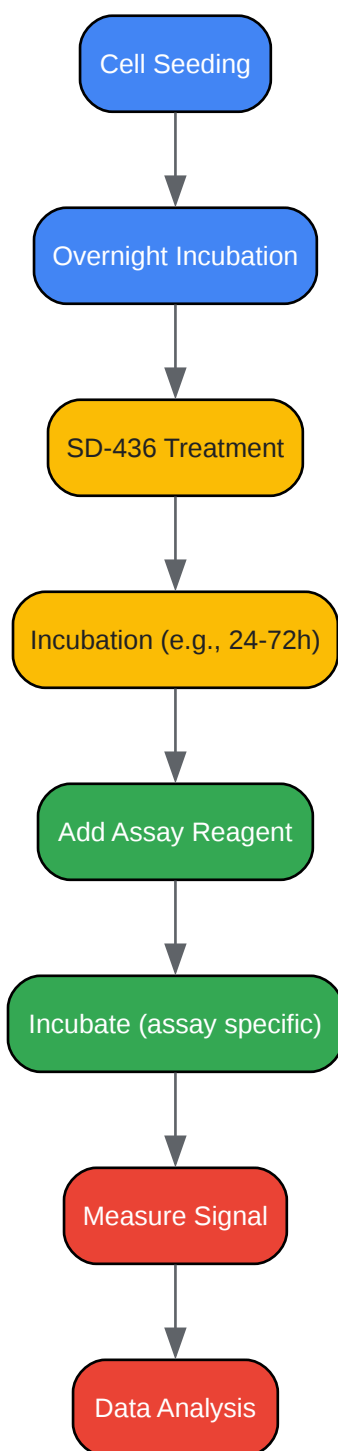 Cell Seeding
Overnight Incubation
SD-436 Treatment
Incubation (e.g., 24-72h)
Add Assay Reagent
Incubate (assay specific)
Measure Signal
Data Analysis